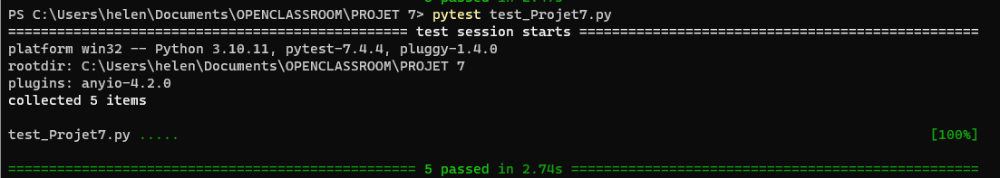 PS C:\Users\helen\Documents\OPENCLASSROOM\PROJET 7> pytest test_Projet7.py
================================================= test session starts =================================================
platform win32 -- Python 3.10.11, pytest-7.4.4, pluggy-1.4.0
rootdir: C:\Users\helen\Documents\OPENCLASSROOM\PROJET 7
plugins: anyio-4.2.0
collected 5 items
test_Projet7.py ..... [100%]
================================================== 5 passed in 2.74s ==================================================